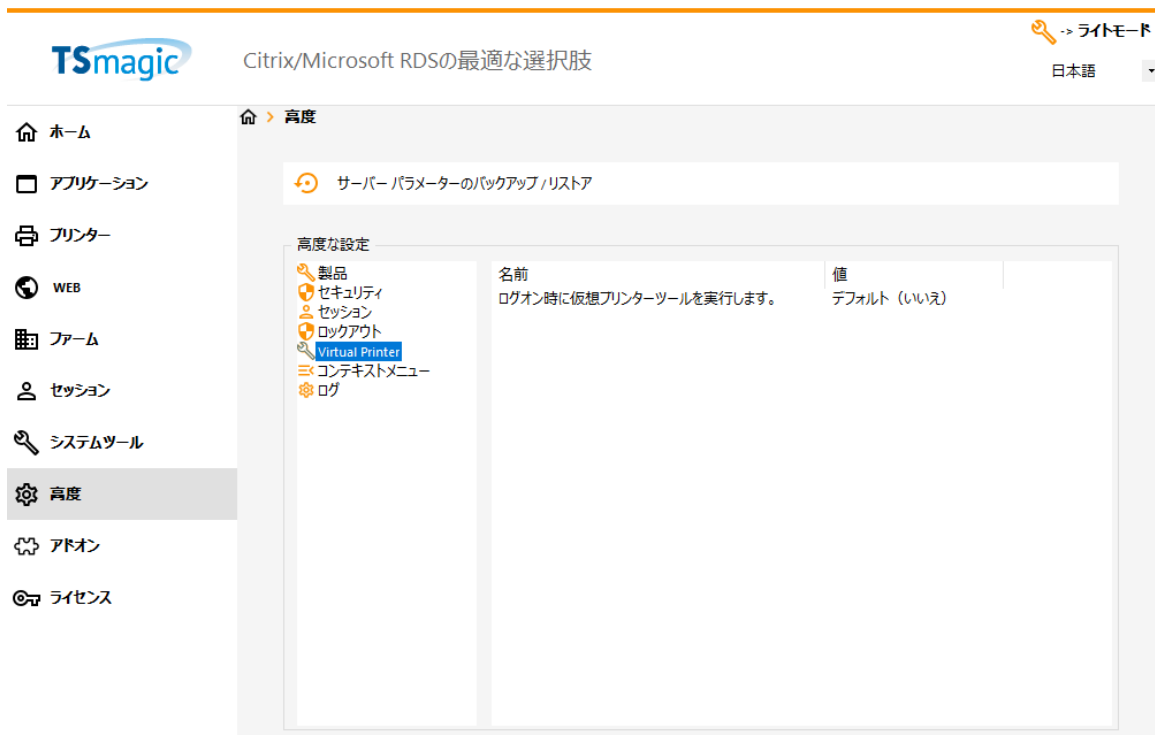 -> ライトモード
TSmagic
Citrix/Microsoft RDSの最適な選択肢
日本語
ホーム
アプリケーション
プリンター
WEB
ファーム
セッション
システムツール
高度
アドオン
ライセンス
> 高度
サーバー パラメーターのバックアップ / リストア
高度な設定
製品
セキュリティ
セッション
ロックアウト
Virtual Printer
コンテキストメニュー
ログ
名前 値
ログオン時に仮想プリンターツールを実行します。 デフォルト（いいえ）